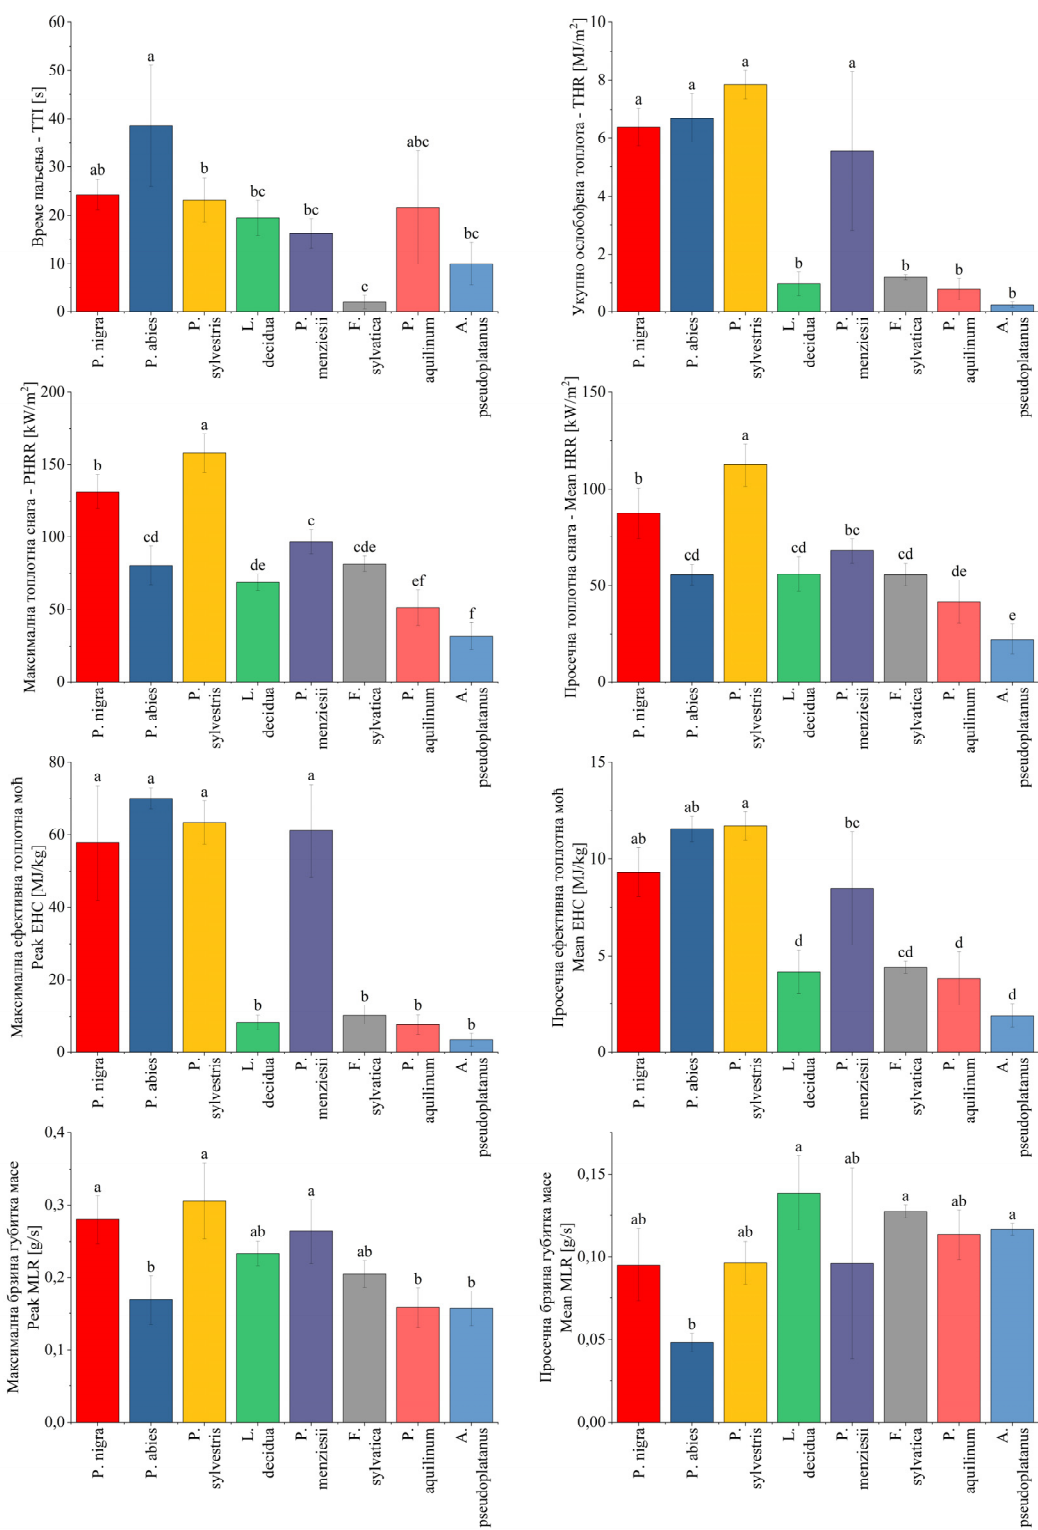 Време паљења - TTI [s]
60
50
40
30
20
10
0
ab
a
b
bc
bc
c
abc
bc
P. nigra
P. abies
P.
sylvestris
L.
decidua
P.
menziesii
F.
sylvatica
P.
aquilinum
A.
pseudoplatanus
Укупно ослобођена топлота - THR [MJ/m²]
10
8
6
4
2
0
a
a
a
b
a
b
b
b
P. nigra
P. abies
P.
sylvestris
L.
decidua
P.
menziesii
F.
sylvatica
P.
aquilinum
A.
pseudoplatanus
Максимална топлотна снага - PHRR [kW/m²]
200
150
100
50
0
b
cd
a
de
c
cde
ef
f
P. nigra
P. abies
P.
sylvestris
L.
decidua
P.
menziesii
F.
sylvatica
P.
aquilinum
A.
pseudoplatanus
Просечна топлотна снага - Mean HRR [kW/m²]
150
100
50
0
b
cd
a
cd
bc
cd
de
e
P. nigra
P. abies
P.
sylvestris
L.
decidua
P.
menziesii
F.
sylvatica
P.
aquilinum
A.
pseudoplatanus
Максимална ефективна топлотна моћ
Peak EHC [MJ/kg]
80
60
40
20
0
a
a
a
b
a
b
b
b
P. nigra
P. abies
P.
sylvestris
L.
decidua
P.
menziesii
F.
sylvatica
P.
aquilinum
A.
pseudoplatanus
Просечна ефективна топлотна моћ
Mean EHC [MJ/kg]
15
10
5
0
ab
ab
a
d
bc
cd
d
d
P. nigra
P. abies
P.
sylvestris
L.
decidua
P.
menziesii
F.
sylvatica
P.
aquilinum
A.
pseudoplatanus
Максимална брзина губитка масе
Peak MLR [g/s]
0,4
0,3
0,2
0,1
0,0
a
b
a
ab
a
ab
b
b
P. nigra
P. abies
P.
sylvestris
L.
decidua
P.
menziesii
F.
sylvatica
P.
aquilinum
A.
pseudoplatanus
Просечна брзина губитка масе
Mean MLR [g/s]
0,15
0,10
0,05
0,00
ab
b
ab
a
ab
a
ab
a
P. nigra
P. abies
P.
sylvestris
L.
decidua
P.
menziesii
F.
sylvatica
P.
aquilinum
A.
pseudoplatanus